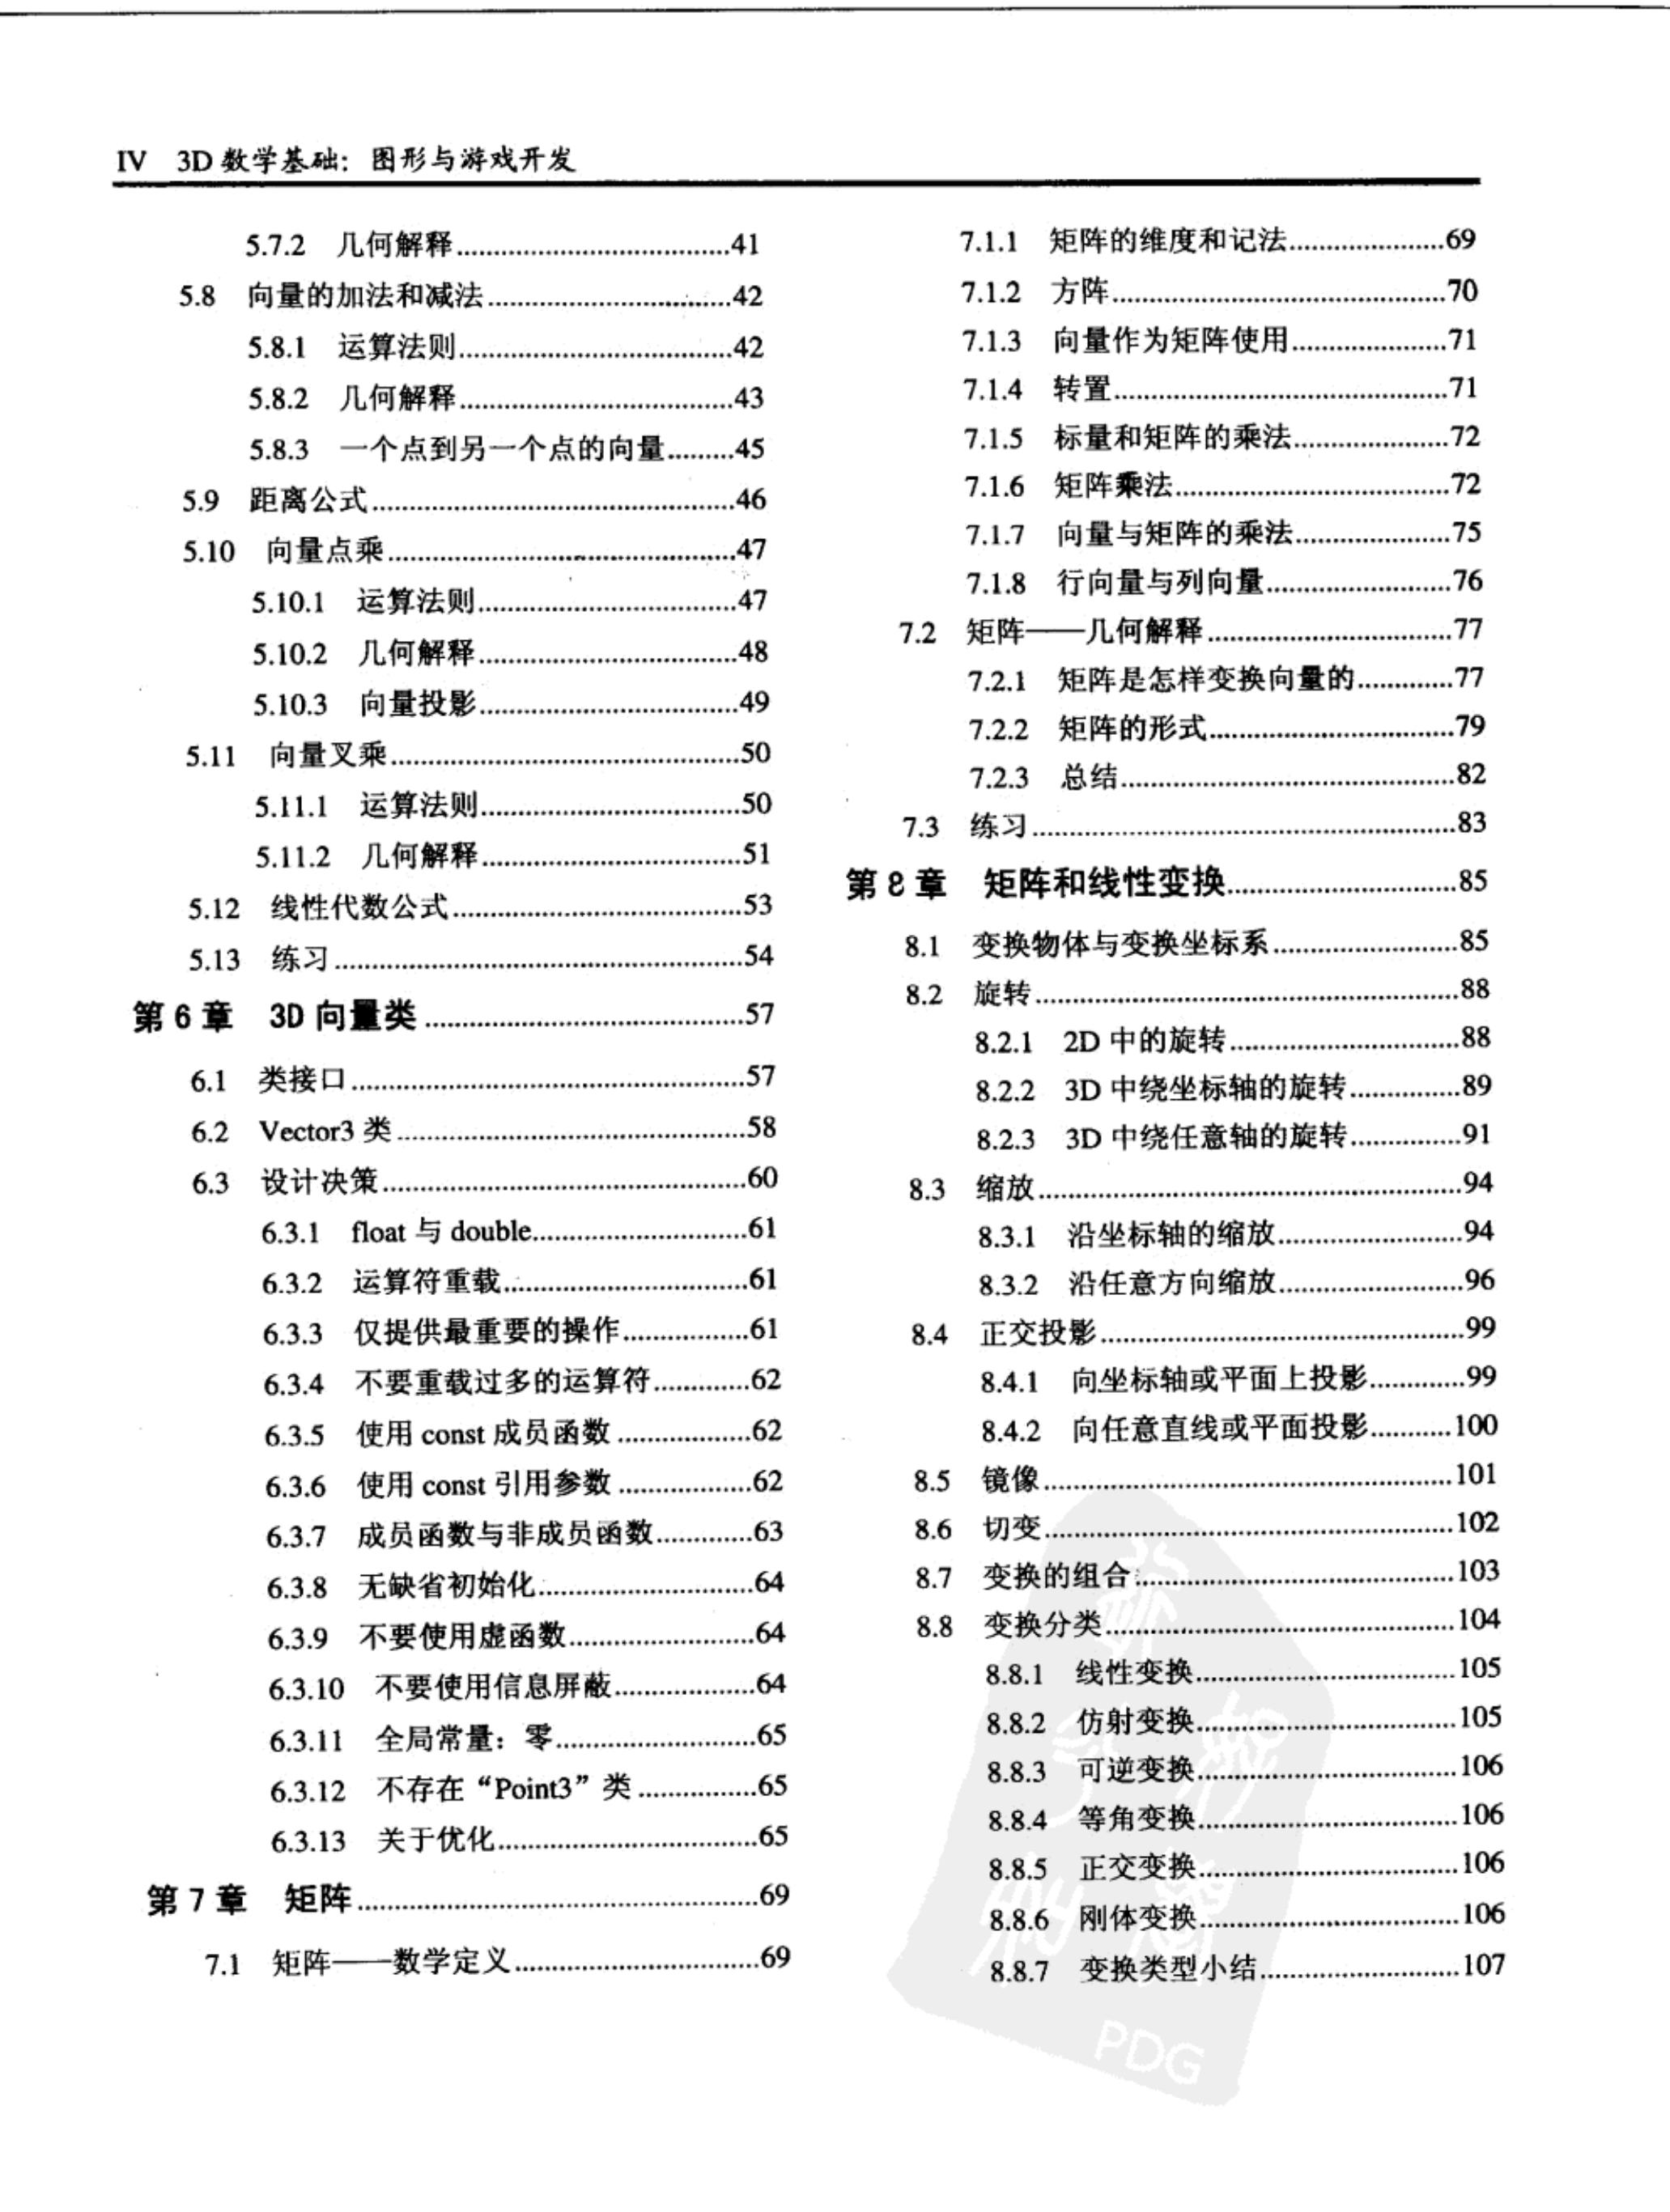 IV 3D 数学基础：图形与游戏开发
5.7.2 几何解释....................................41
5.8 向量的加法和减法................................42
5.8.1 运算法则....................................42
5.8.2 几何解释....................................43
5.8.3 一个点到另一个点的向量.........45
5.9 距离公式................................................46
5.10 向量点乘..............................................47
5.10.1 运算法则..................................47
5.10.2 几何解释..................................48
5.10.3 向量投影..................................49
5.11 向量叉乘..............................................50
5.11.1 运算法则..................................50
5.11.2 几何解释..................................51
5.12 线性代数公式......................................53
5.13 练习......................................................54
第 6 章 3D 向量类..........................................57
6.1 类接口....................................................57
6.2 Vector3 类..............................................58
6.3 设计决策................................................60
6.3.1 float 与 double............................61
6.3.2 运算符重载................................61
6.3.3 仅提供最重要的操作.................61
6.3.4 不要重载过多的运算符.............62
6.3.5 使用 const 成员函数..................62
6.3.6 使用 const 引用参数..................62
6.3.7 成员函数与非成员函数.............63
6.3.8 无缺省初始化............................64
6.3.9 不要使用虚函数........................64
6.3.10 不要使用信息屏蔽...................64
6.3.11 全局常量：零..........................65
6.3.12 不存在“Point3”类................65
6.3.13 关于优化..................................65
第 7 章 矩阵....................................................69
7.1 矩阵——数学定义................................69
7.1.1 矩阵的维度和记法.....................69
7.1.2 方阵............................................70
7.1.3 向量作为矩阵使用.....................71
7.1.4 转置............................................71
7.1.5 标量和矩阵的乘法.....................72
7.1.6 矩阵乘法....................................72
7.1.7 向量与矩阵的乘法.....................75
7.1.8 行向量与列向量........................76
7.2 矩阵——几何解释................................77
7.2.1 矩阵是怎样变换向量的.............77
7.2.2 矩阵的形式................................79
7.2.3 总结............................................82
7.3 练习........................................................83
第 8 章 矩阵和线性变换..............................85
8.1 变换物体与变换坐标系........................85
8.2 旋转........................................................88
8.2.1 2D 中的旋转..............................88
8.2.2 3D 中绕坐标轴的旋转...............89
8.2.3 3D 中绕任意轴的旋转...............91
8.3 缩放........................................................94
8.3.1 沿坐标轴的缩放........................94
8.3.2 沿任意方向缩放........................96
8.4 正交投影................................................99
8.4.1 向坐标轴或平面上投影.............99
8.4.2 向任意直线或平面投影...........100
8.5 镜像......................................................101
8.6 切变......................................................102
8.7 变换的组合..........................................103
8.8 变换分类..............................................104
8.8.1 线性变换..................................105
8.8.2 仿射变换..................................105
8.8.3 可逆变换..................................106
8.8.4 等角变换..................................106
8.8.5 正交变换..................................106
8.8.6 刚体变换..................................106
8.8.7 变换类型小结..........................107
PDG